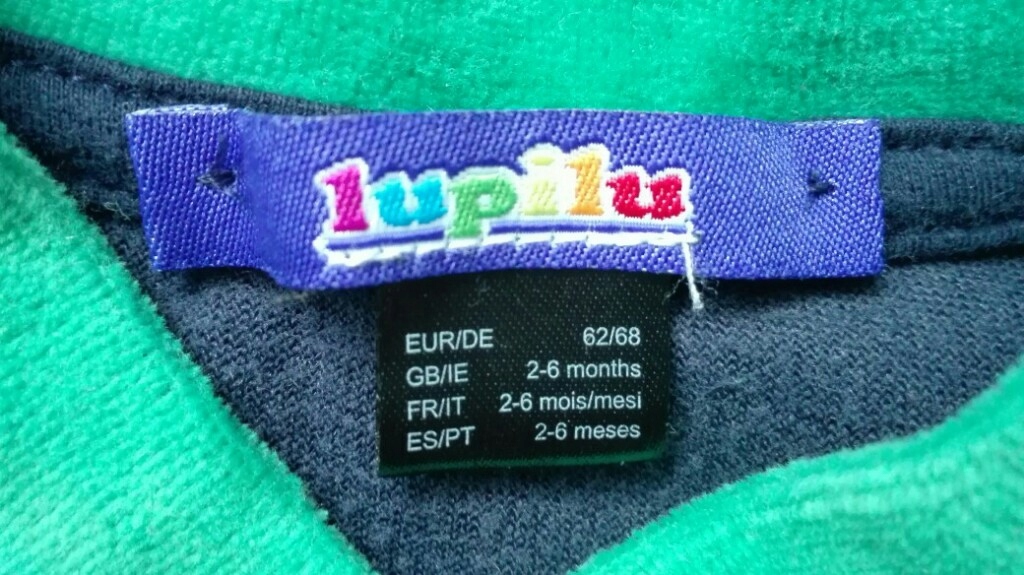 lupilu
EUR/DE 62/68
GB/IE 2-6 months
FR/IT 2-6 mois/mesi
ES/PT 2-6 meses